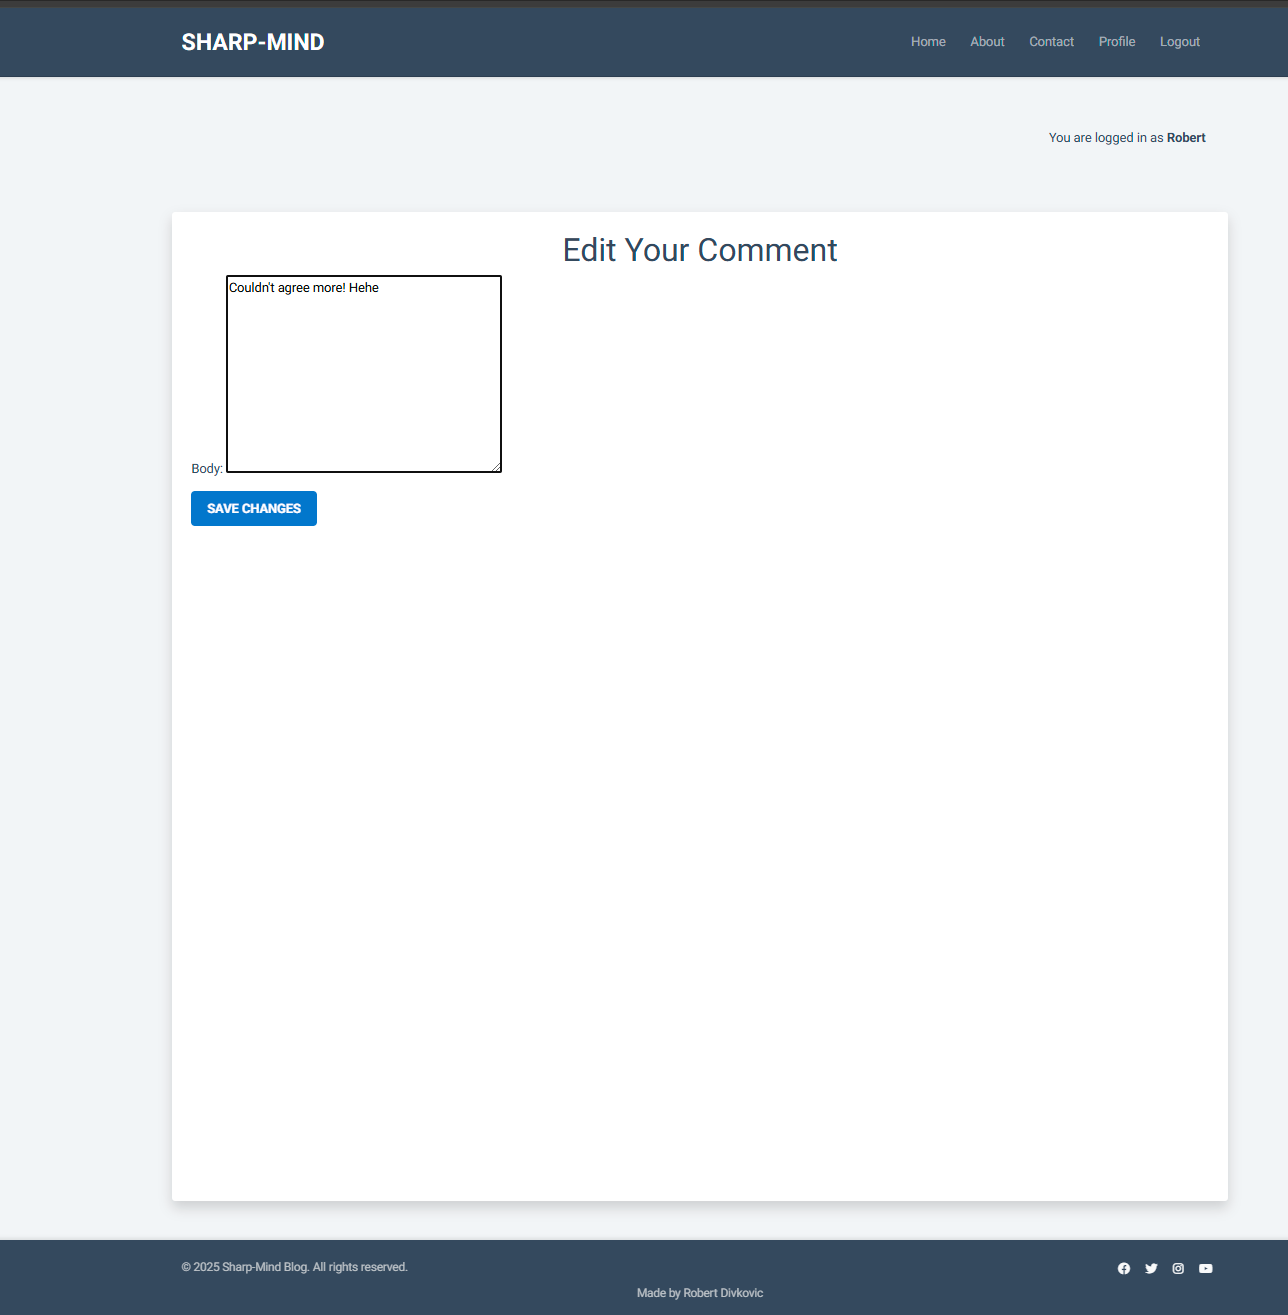 SHARP-MIND
Home About Contact Profile Logout
You are logged in as Robert
Edit Your Comment
Couldn't agree more! Hehe
Body:
SAVE CHANGES
© 2025 Sharp-Mind Blog. All rights reserved.
Made by Robert Divkovic